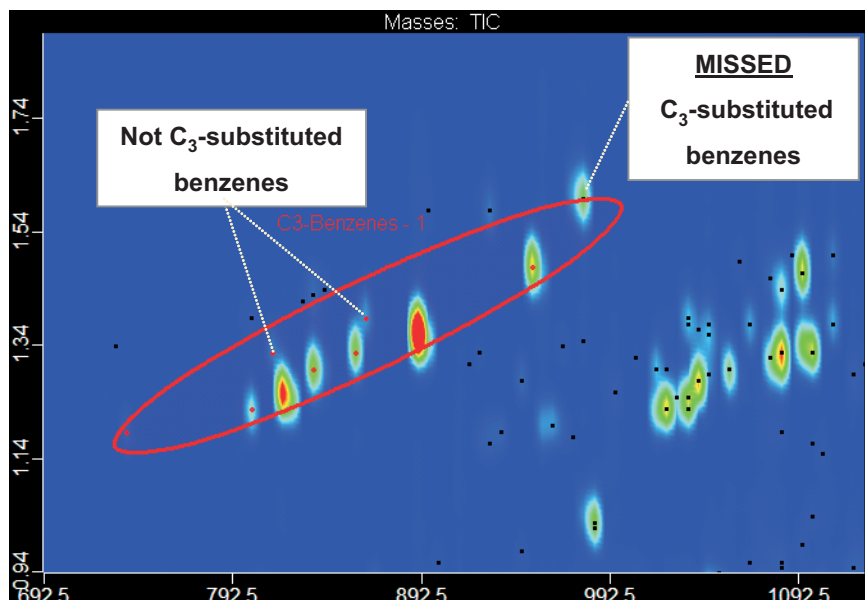 Masses: TIC
MISSED
C₃-substituted
benzenes
Not C₃-substituted
benzenes
C3-Benzenes - 1
1.74
1.54
1.34
1.14
0.94
692.5 792.5 892.5 992.5 1092.5